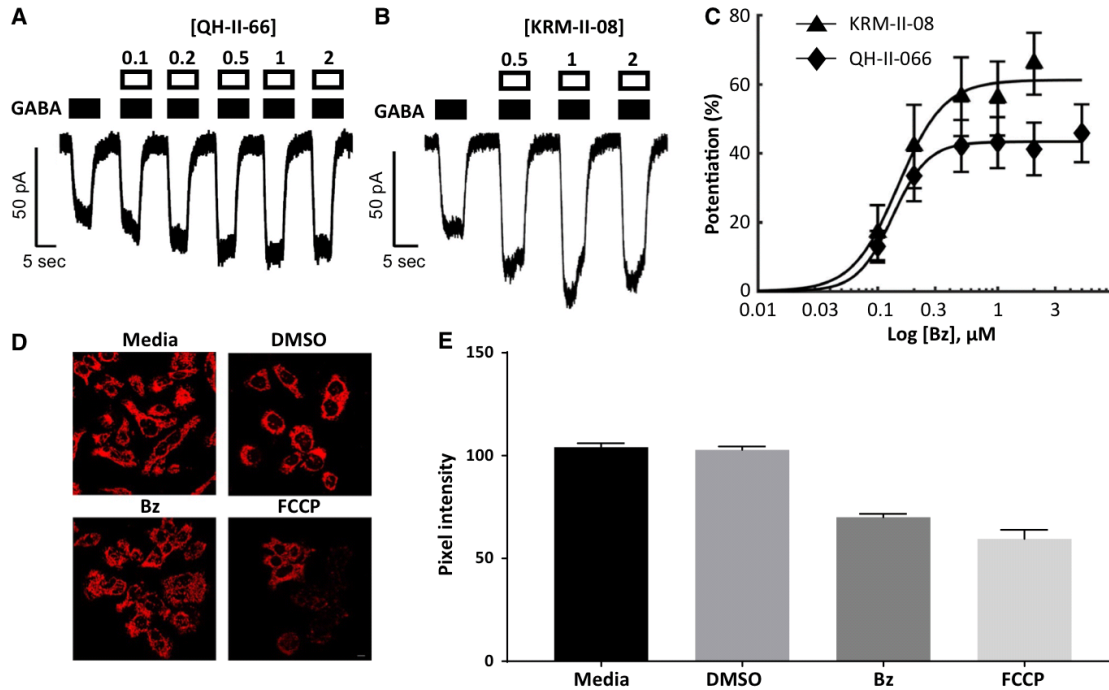 A
[QH-II-66]
0.1 0.2 0.5 1 2
GABA
50 pA
5 sec
B
[KRM-II-08]
0.5 1 2
GABA
50 pA
5 sec
C
KRM-II-08
QH-II-066
Potentiation (%)
80
60
40
20
0
0.01 0.03 0.1 0.3 1 3
Log [Bz], μM
D
Media DMSO
Bz FCCP
E
Pixel intensity
150
100
50
0
Media DMSO Bz FCCP